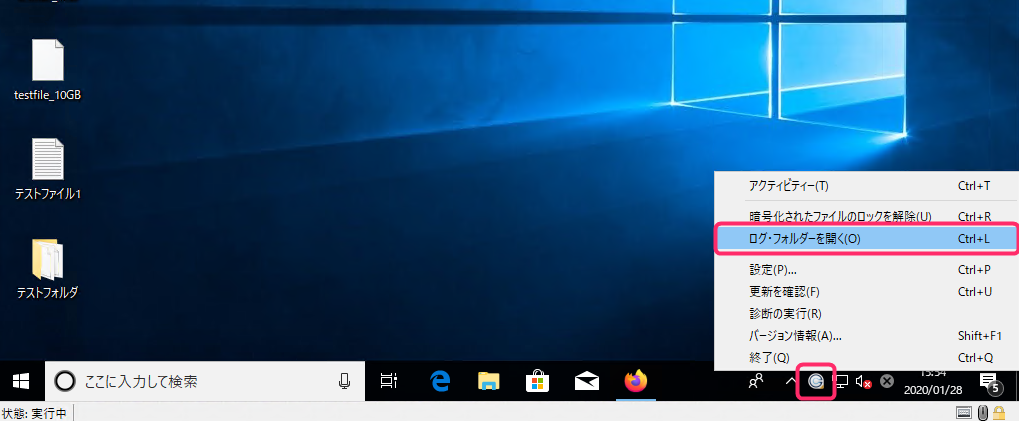 testfile_10GB
テストファイル1
テストフォルダ
アクティビティー(T) Ctrl+T
暗号化されたファイルのロックを解除(U) Ctrl+R
ログ・フォルダーを開く(O) Ctrl+L
設定(P)... Ctrl+P
更新を確認(F) Ctrl+U
診断の実行(R)
バージョン情報(A)... Shift+F1
終了(Q) Ctrl+Q
ここに入力して検索
2020/01/28
5
状態: 実行中